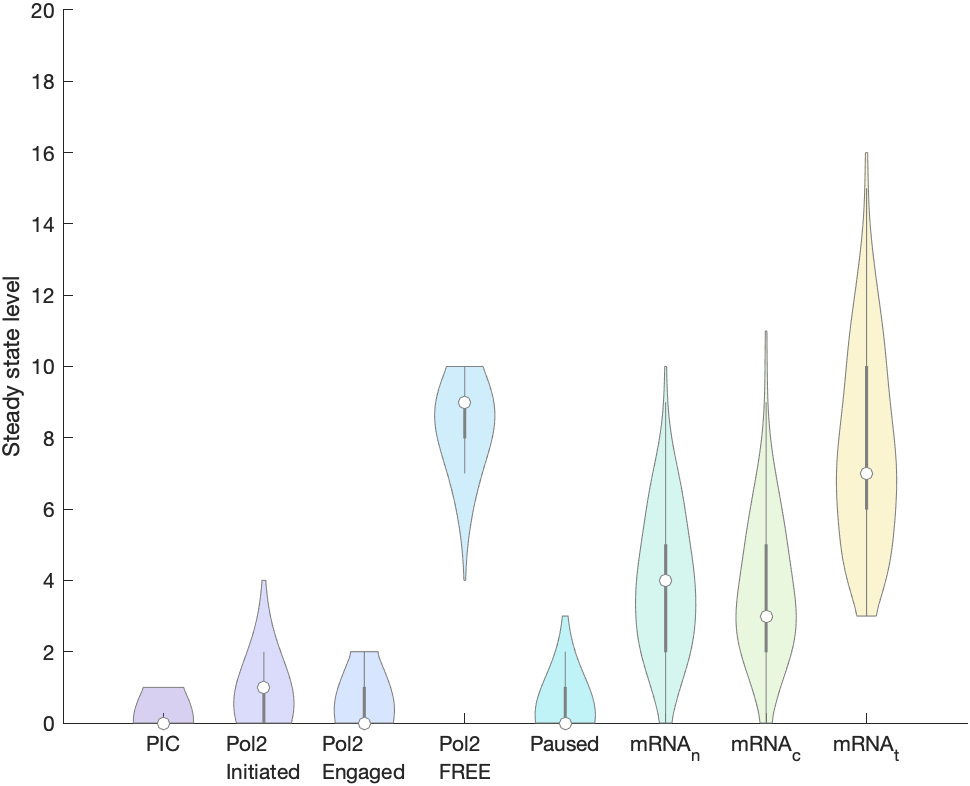 20
18
16
14
12
10
8
6
4
2
0
Steady state level
PIC
Pol2
Initiated
Pol2
Engaged
Pol2
FREE
Paused
mRNAn
mRNAc
mRNAt